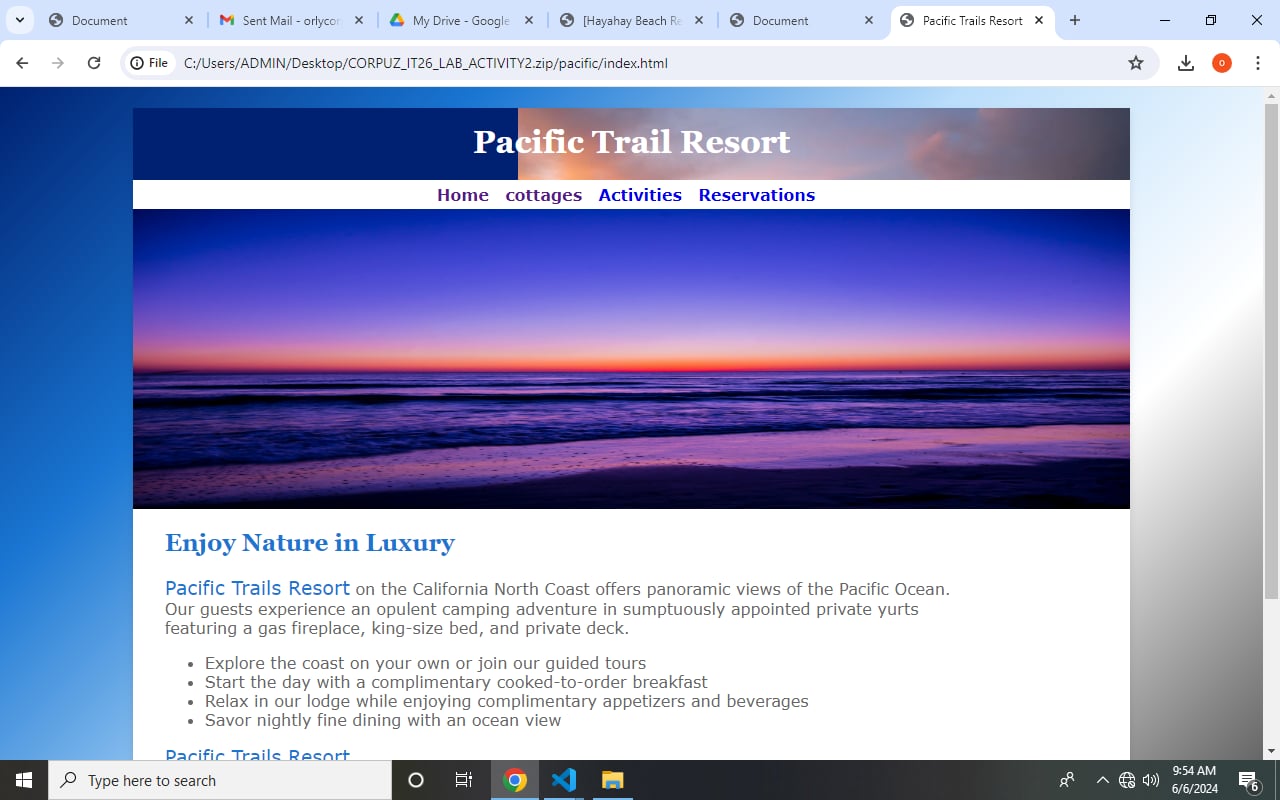 Document
Sent Mail - orlycor
My Drive - Google
[Hayahay Beach Re
Document
Pacific Trails Resort
File
C:/Users/ADMIN/Desktop/CORPUZ_IT26_LAB_ACTIVITY2.zip/pacific/index.html
o
Pacific Trail Resort
Home cottages Activities Reservations
Enjoy Nature in Luxury
Pacific Trails Resort on the California North Coast offers panoramic views of the Pacific Ocean.
Our guests experience an opulent camping adventure in sumptuously appointed private yurts
featuring a gas fireplace, king-size bed, and private deck.
• Explore the coast on your own or join our guided tours
• Start the day with a complimentary cooked-to-order breakfast
• Relax in our lodge while enjoying complimentary appetizers and beverages
• Savor nightly fine dining with an ocean view
Pacific Trails Resort
Type here to search
9:54 AM
6/6/2024
6